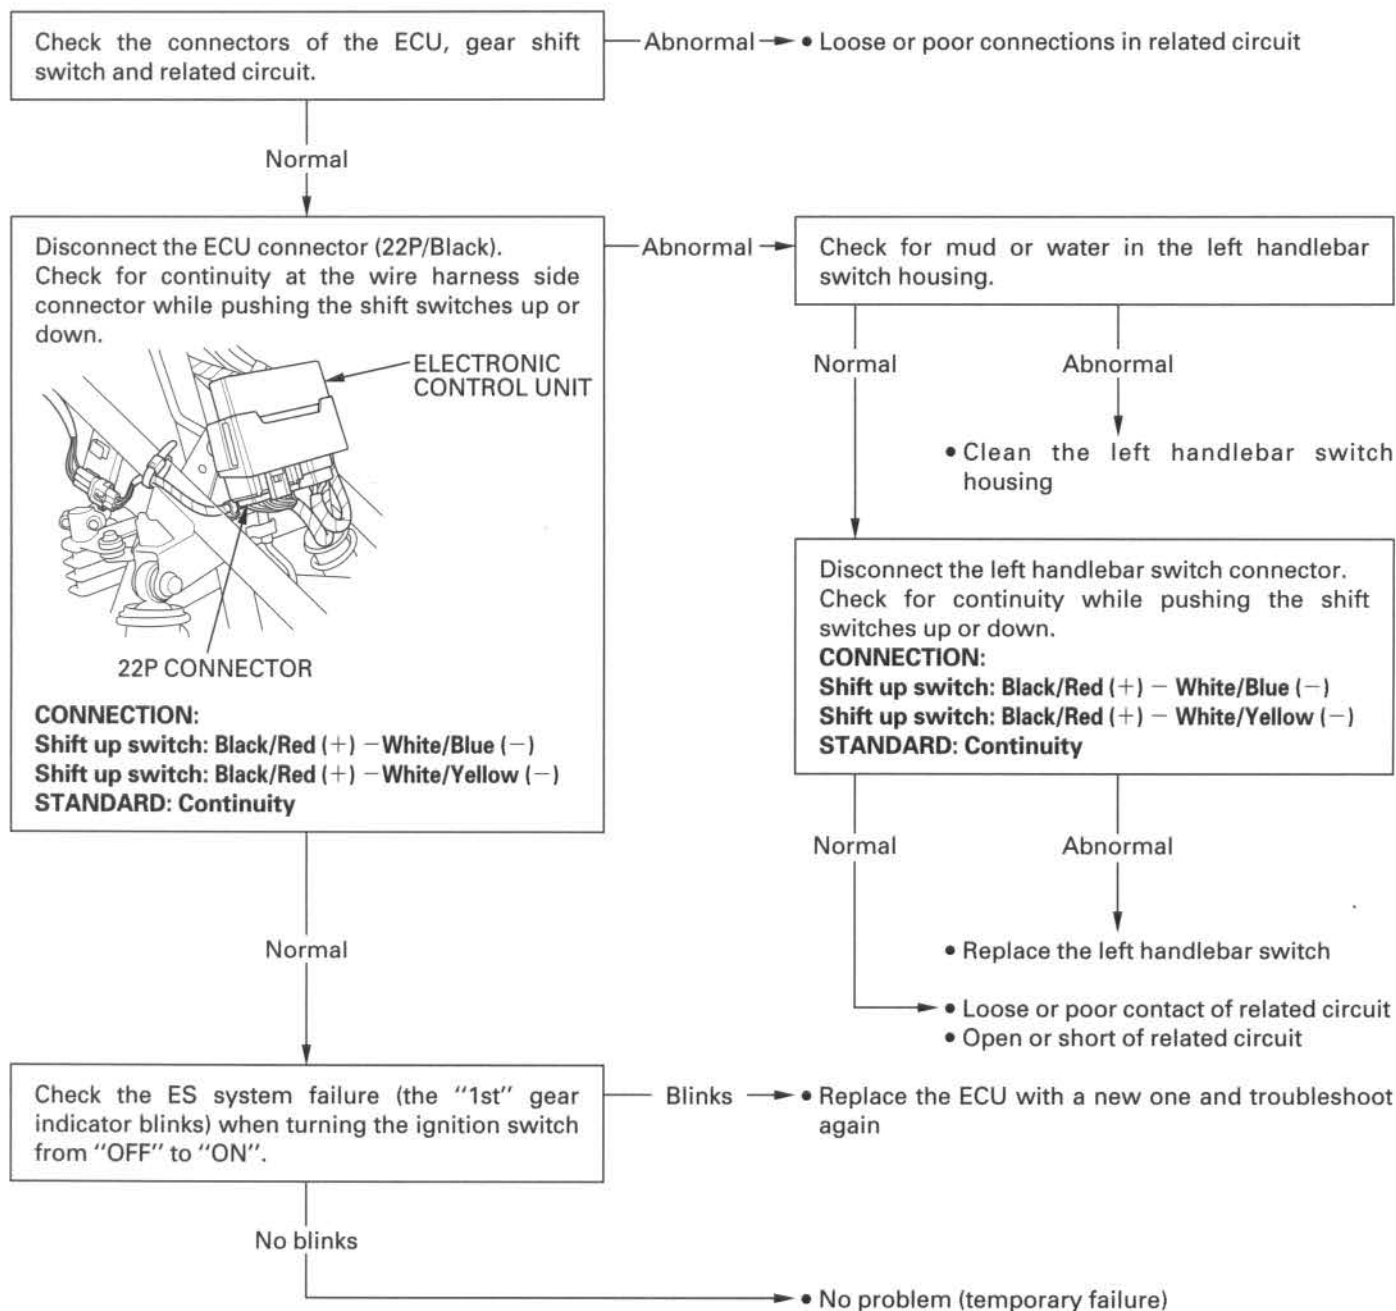 Check the connectors of the ECU, gear shift
switch and related circuit.
Abnormal
• Loose or poor connections in related circuit
Normal
Disconnect the ECU connector (22P/Black).
Check for continuity at the wire harness side
connector while pushing the shift switches up or
down.
ELECTRONIC
CONTROL UNIT
22P CONNECTOR
CONNECTION:
Shift up switch: Black/Red (+) – White/Blue (–)
Shift up switch: Black/Red (+) – White/Yellow (–)
STANDARD: Continuity
Abnormal
Check for mud or water in the left handlebar
switch housing.
Normal
Abnormal
• Clean the left handlebar switch
housing
Disconnect the left handlebar switch connector.
Check for continuity while pushing the shift
switches up or down.
CONNECTION:
Shift up switch: Black/Red (+) – White/Blue (–)
Shift up switch: Black/Red (+) – White/Yellow (–)
STANDARD: Continuity
Normal
Abnormal
• Replace the left handlebar switch
• Loose or poor contact of related circuit
• Open or short of related circuit
Normal
Check the ES system failure (the "1st" gear
indicator blinks) when turning the ignition switch
from "OFF" to "ON".
Blinks
• Replace the ECU with a new one and troubleshoot
again
No blinks
• No problem (temporary failure)